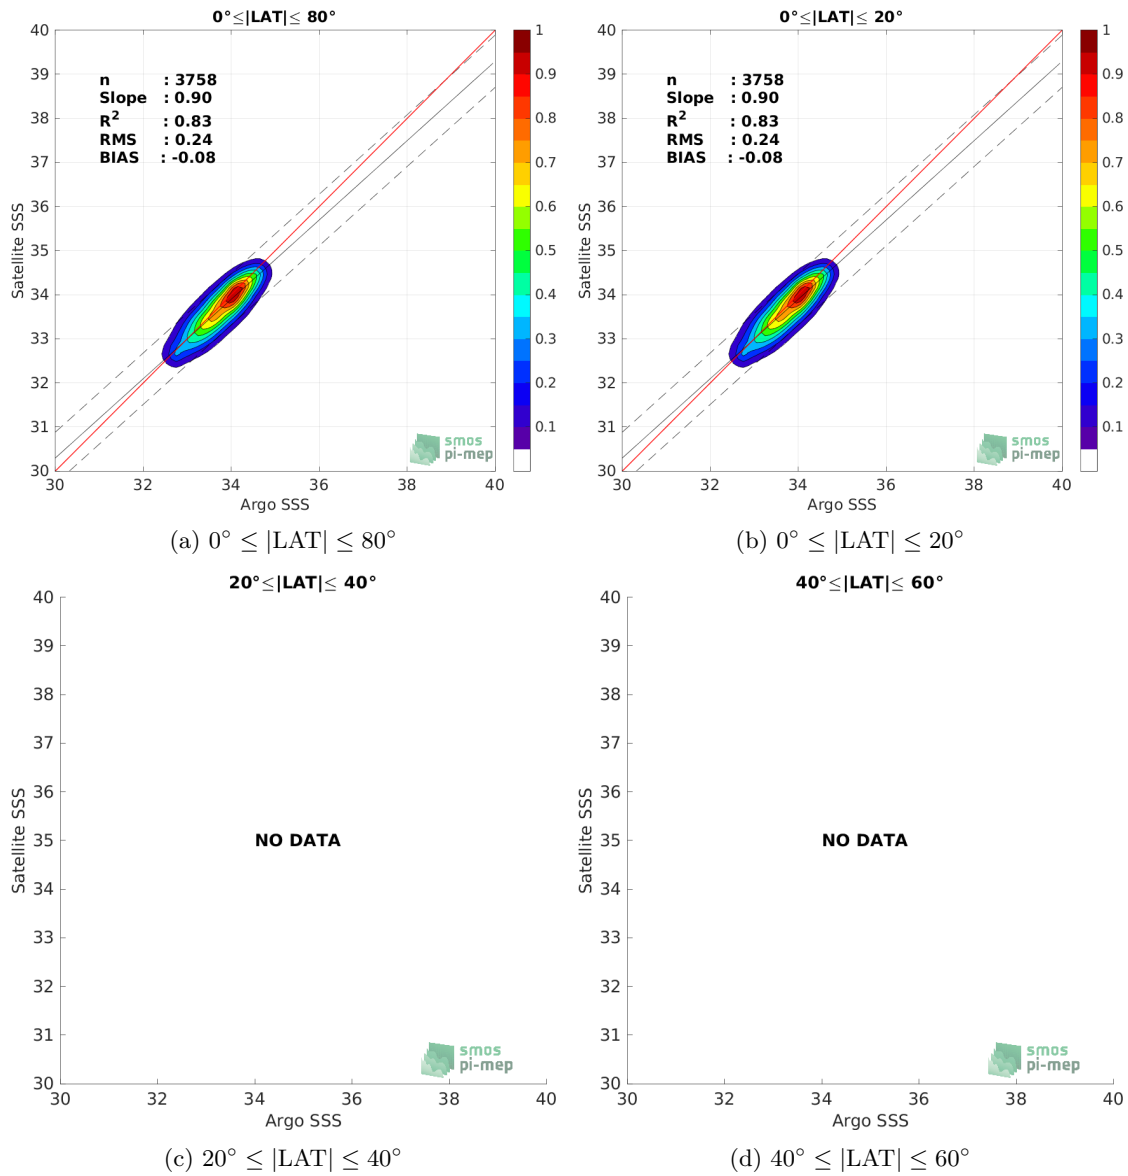 0°≤|LAT|≤ 80°
40
39
38
37
36
35
34
33
32
31
30
Satellite SSS
n : 3758
Slope : 0.90
R² : 0.83
RMS : 0.24
BIAS : -0.08
1
0.9
0.8
0.7
0.6
0.5
0.4
0.3
0.2
0.1
smos
pi-mep
30 32 34 36 38 40
Argo SSS
(a) 0° ≤ |LAT| ≤ 80°
0°≤|LAT|≤ 20°
40
39
38
37
36
35
34
33
32
31
30
Satellite SSS
n : 3758
Slope : 0.90
R² : 0.83
RMS : 0.24
BIAS : -0.08
1
0.9
0.8
0.7
0.6
0.5
0.4
0.3
0.2
0.1
smos
pi-mep
30 32 34 36 38 40
Argo SSS
(b) 0° ≤ |LAT| ≤ 20°
20°≤|LAT|≤ 40°
40
39
38
37
36
35
34
33
32
31
30
Satellite SSS
NO DATA
smos
pi-mep
30 32 34 36 38 40
Argo SSS
(c) 20° ≤ |LAT| ≤ 40°
40°≤|LAT|≤ 60°
40
39
38
37
36
35
34
33
32
31
30
Satellite SSS
NO DATA
smos
pi-mep
30 32 34 36 38 40
Argo SSS
(d) 40° ≤ |LAT| ≤ 60°